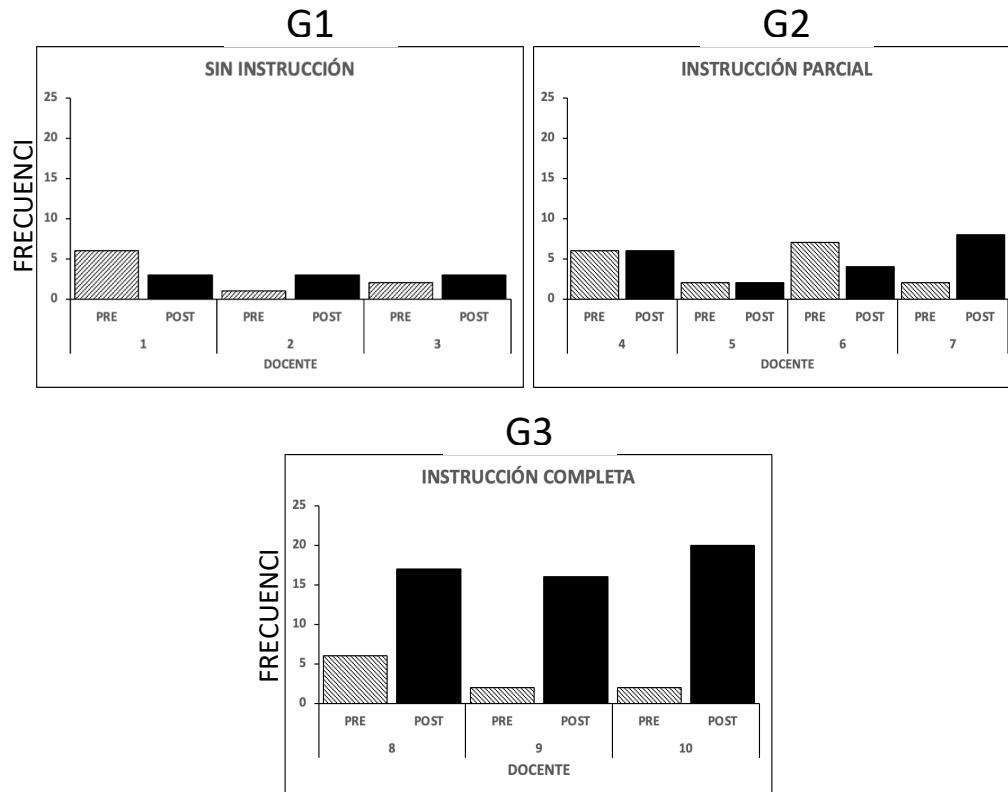 G1
SIN INSTRUCCIÓN
25
20
15
10
5
0
FRECUENCI
PRE POST PRE POST PRE POST
1 2 3
DOCENTE
G2
INSTRUCCIÓN PARCIAL
25
20
15
10
5
0
PRE POST PRE POST PRE POST PRE POST
4 5 6 7
DOCENTE
G3
INSTRUCCIÓN COMPLETA
25
20
15
10
5
0
FRECUENCI
PRE POST PRE POST PRE POST
8 9 10
DOCENTE